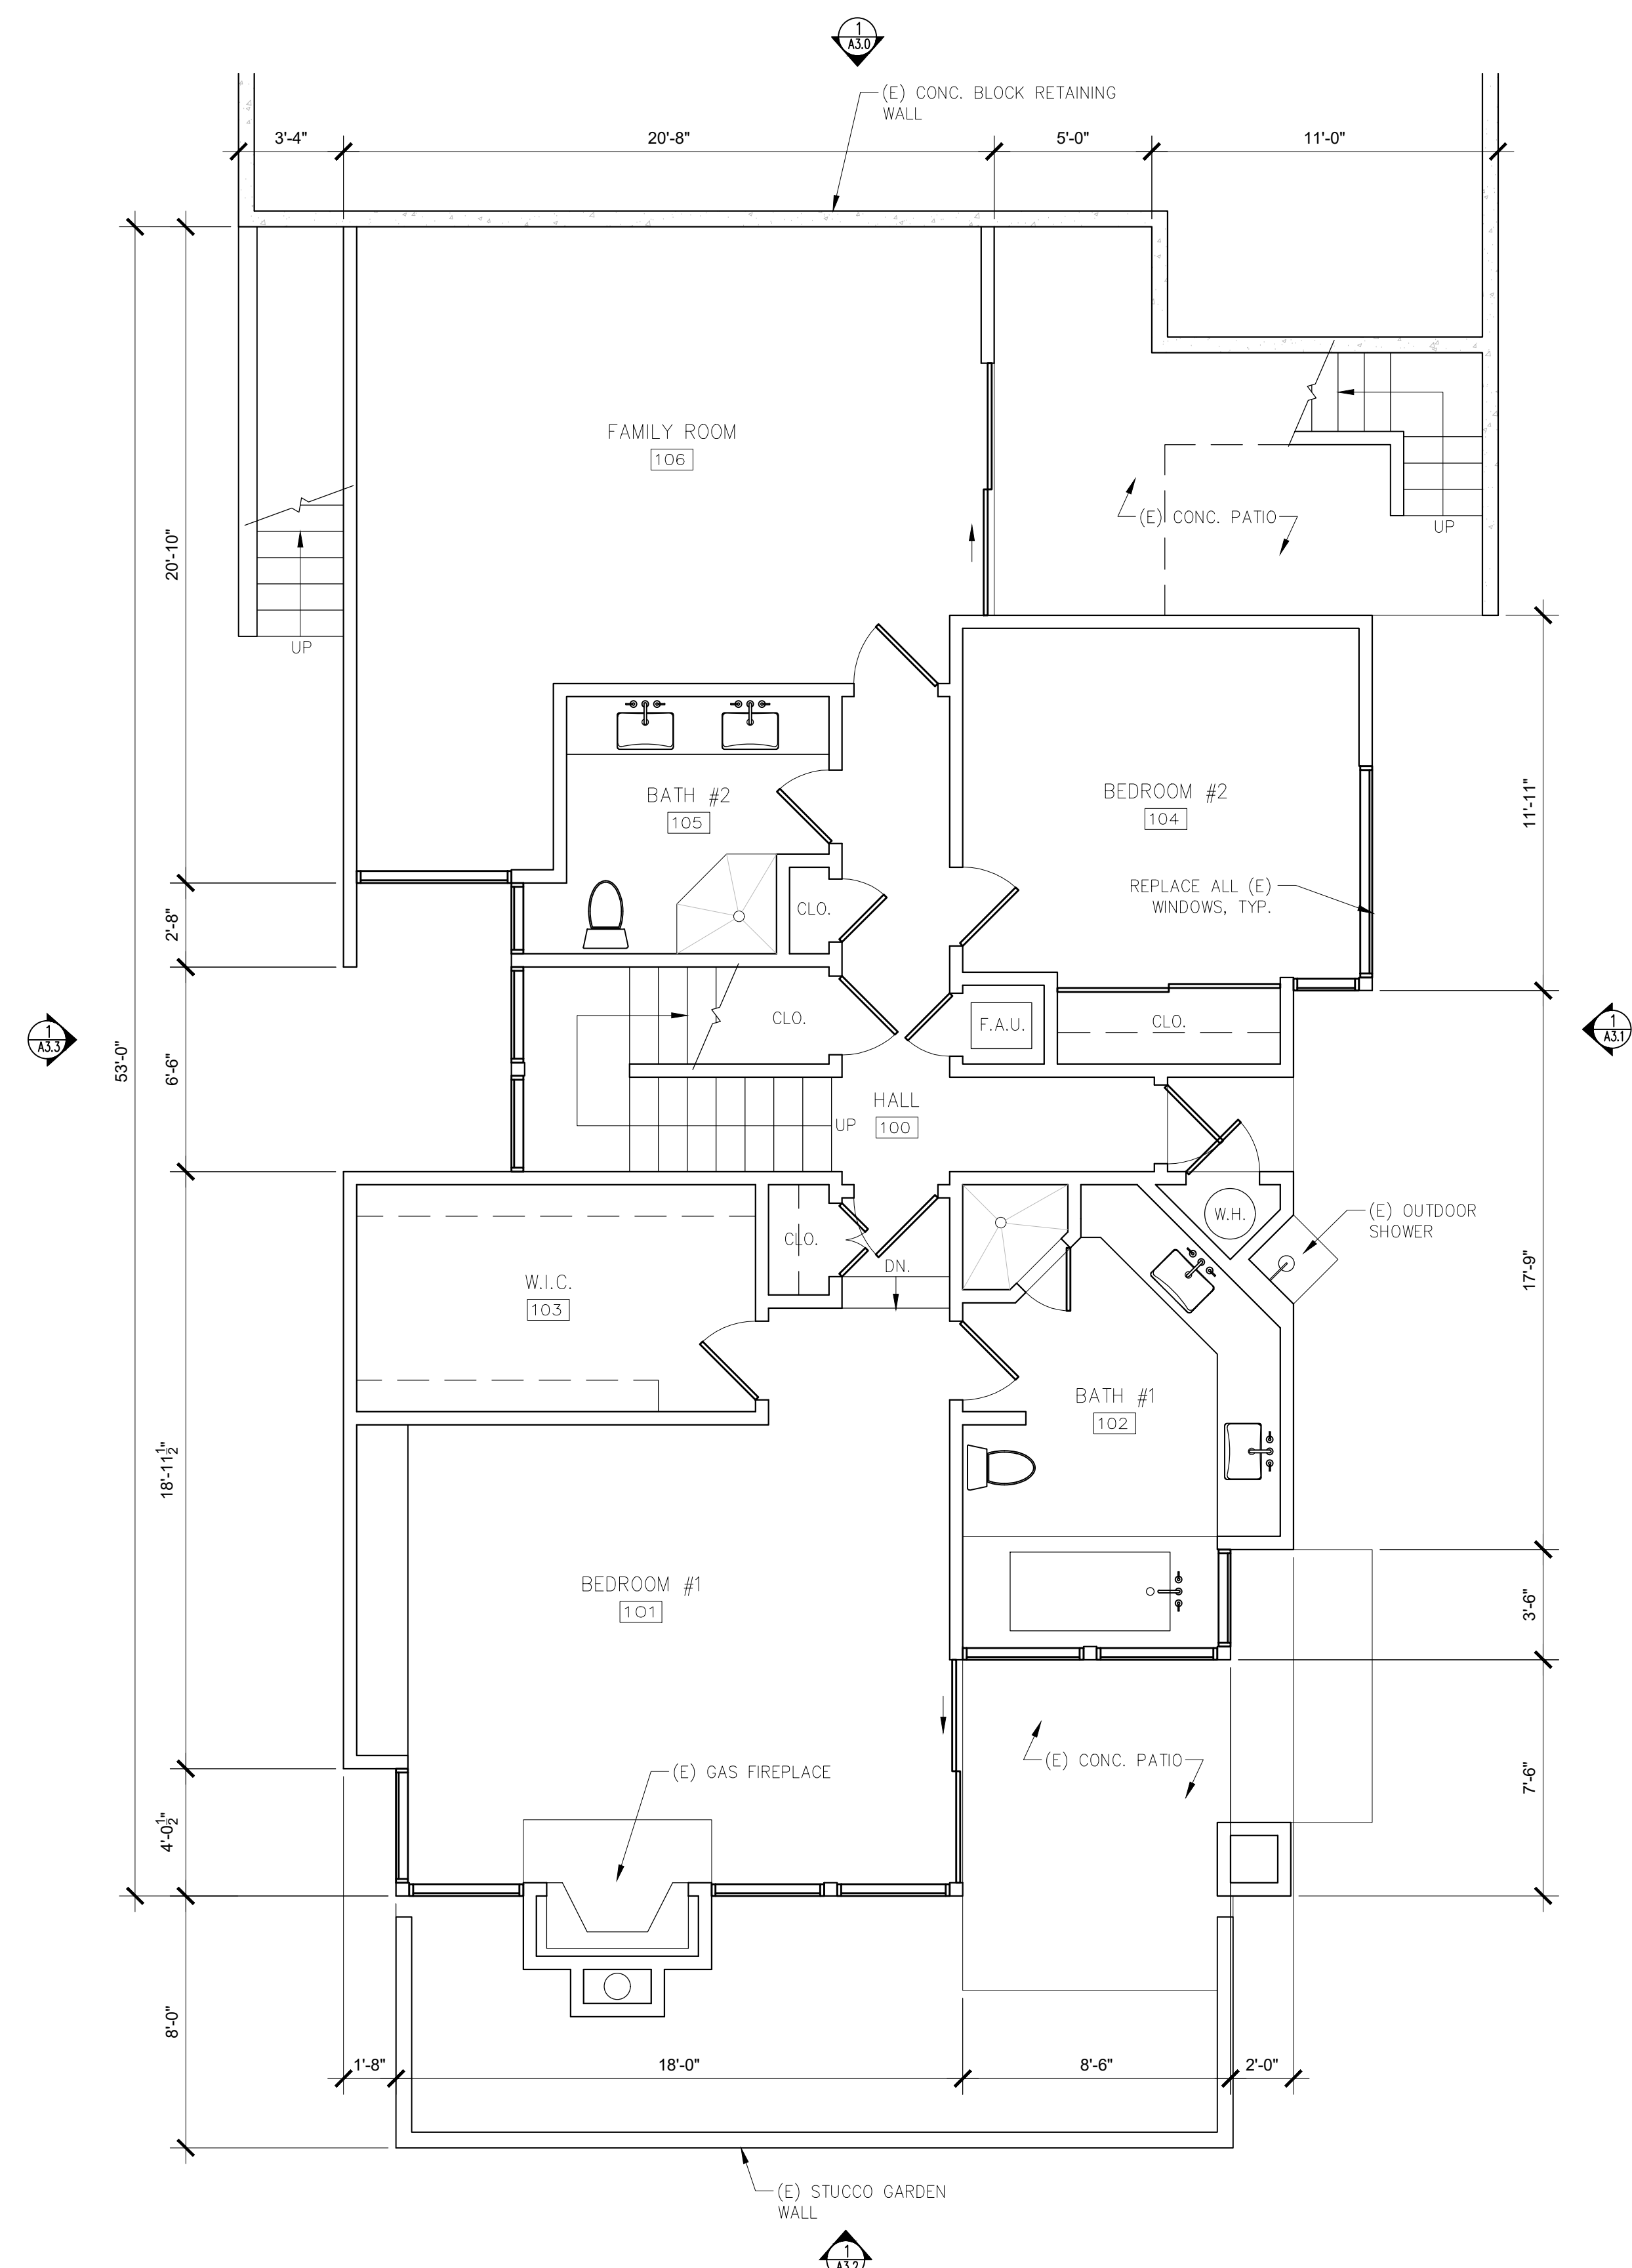 1
A3.0
(E) CONC. BLOCK RETAINING
WALL
3'-4"
20'-8"
5'-0"
11'-0"
FAMILY ROOM
106
(E) CONC. PATIO
UP
20'-10"
UP
BATH #2
105
BEDROOM #2
104
11'-11"
REPLACE ALL (E)
WINDOWS, TYP.
CLO.
2'-8"
CLO.
F.A.U.
CLO.
1
A3.3
53'-0"
6'-6"
1
A3.1
HALL
100
UP
W.H.
(E) OUTDOOR
SHOWER
CLO.
DN.
W.I.C.
103
17'-9"
BATH #1
102
18'-11 1/2"
BEDROOM #1
101
3'-6"
(E) CONC. PATIO
(E) GAS FIREPLACE
7'-6"
4'-0 1/2"
8'-0"
1'-8"
18'-0"
8'-6"
2'-0"
(E) STUCCO GARDEN
WALL
1
A3.2